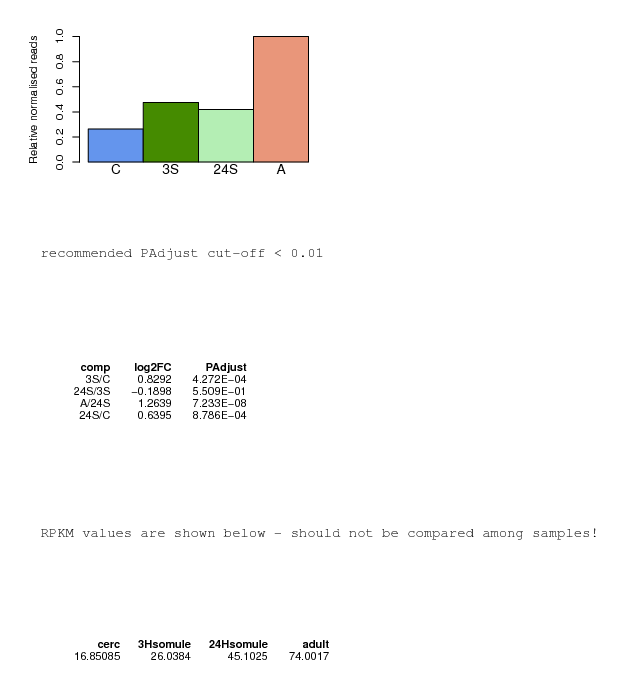 Relative normalised reads
1.0
0.8
0.6
0.4
0.2
0.0
C 3S 24S A
recommended PAdjust cut-off < 0.01
comp log2FC PAdjust
3S/C 0.8292 4.272E−04
24S/3S −0.1898 5.509E−01
A/24S 1.2639 7.233E−08
24S/C 0.6395 8.786E−04
RPKM values are shown below - should not be compared among samples!
cerc 3Hsomule 24Hsomule adult
16.85085 26.0384 45.1025 74.0017